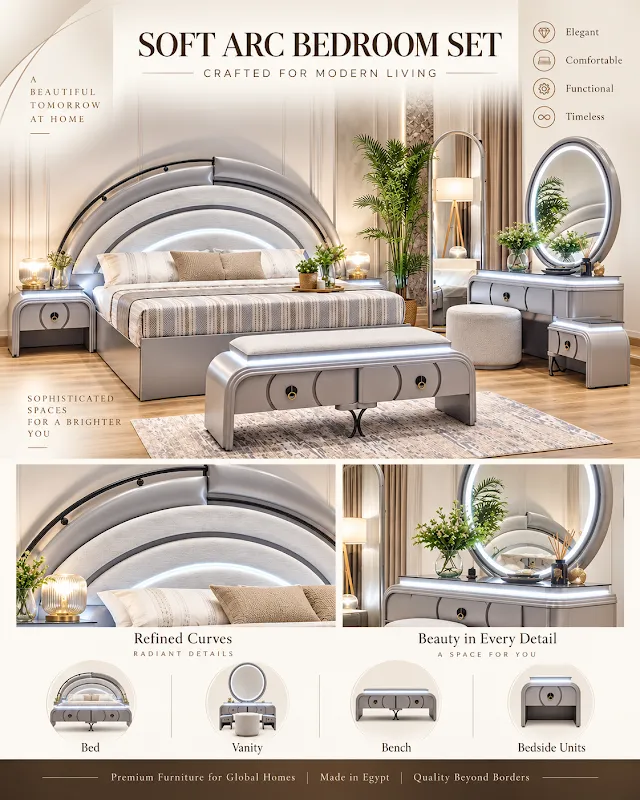 SOFT ARC BEDROOM SET
CRAFTED FOR MODERN LIVING
A
BEAUTIFUL
TOMORROW
AT HOME
Elegant
Comfortable
Functional
Timeless
SOPHISTICATED
SPACES
FOR A BRIGHTER
YOU
Refined Curves
RADIANT DETAILS
Beauty in Every Detail
A SPACE FOR YOU
Bed
Vanity
Bench
Bedside Units
Premium Furniture for Global Homes | Made in Egypt | Quality Beyond Borders